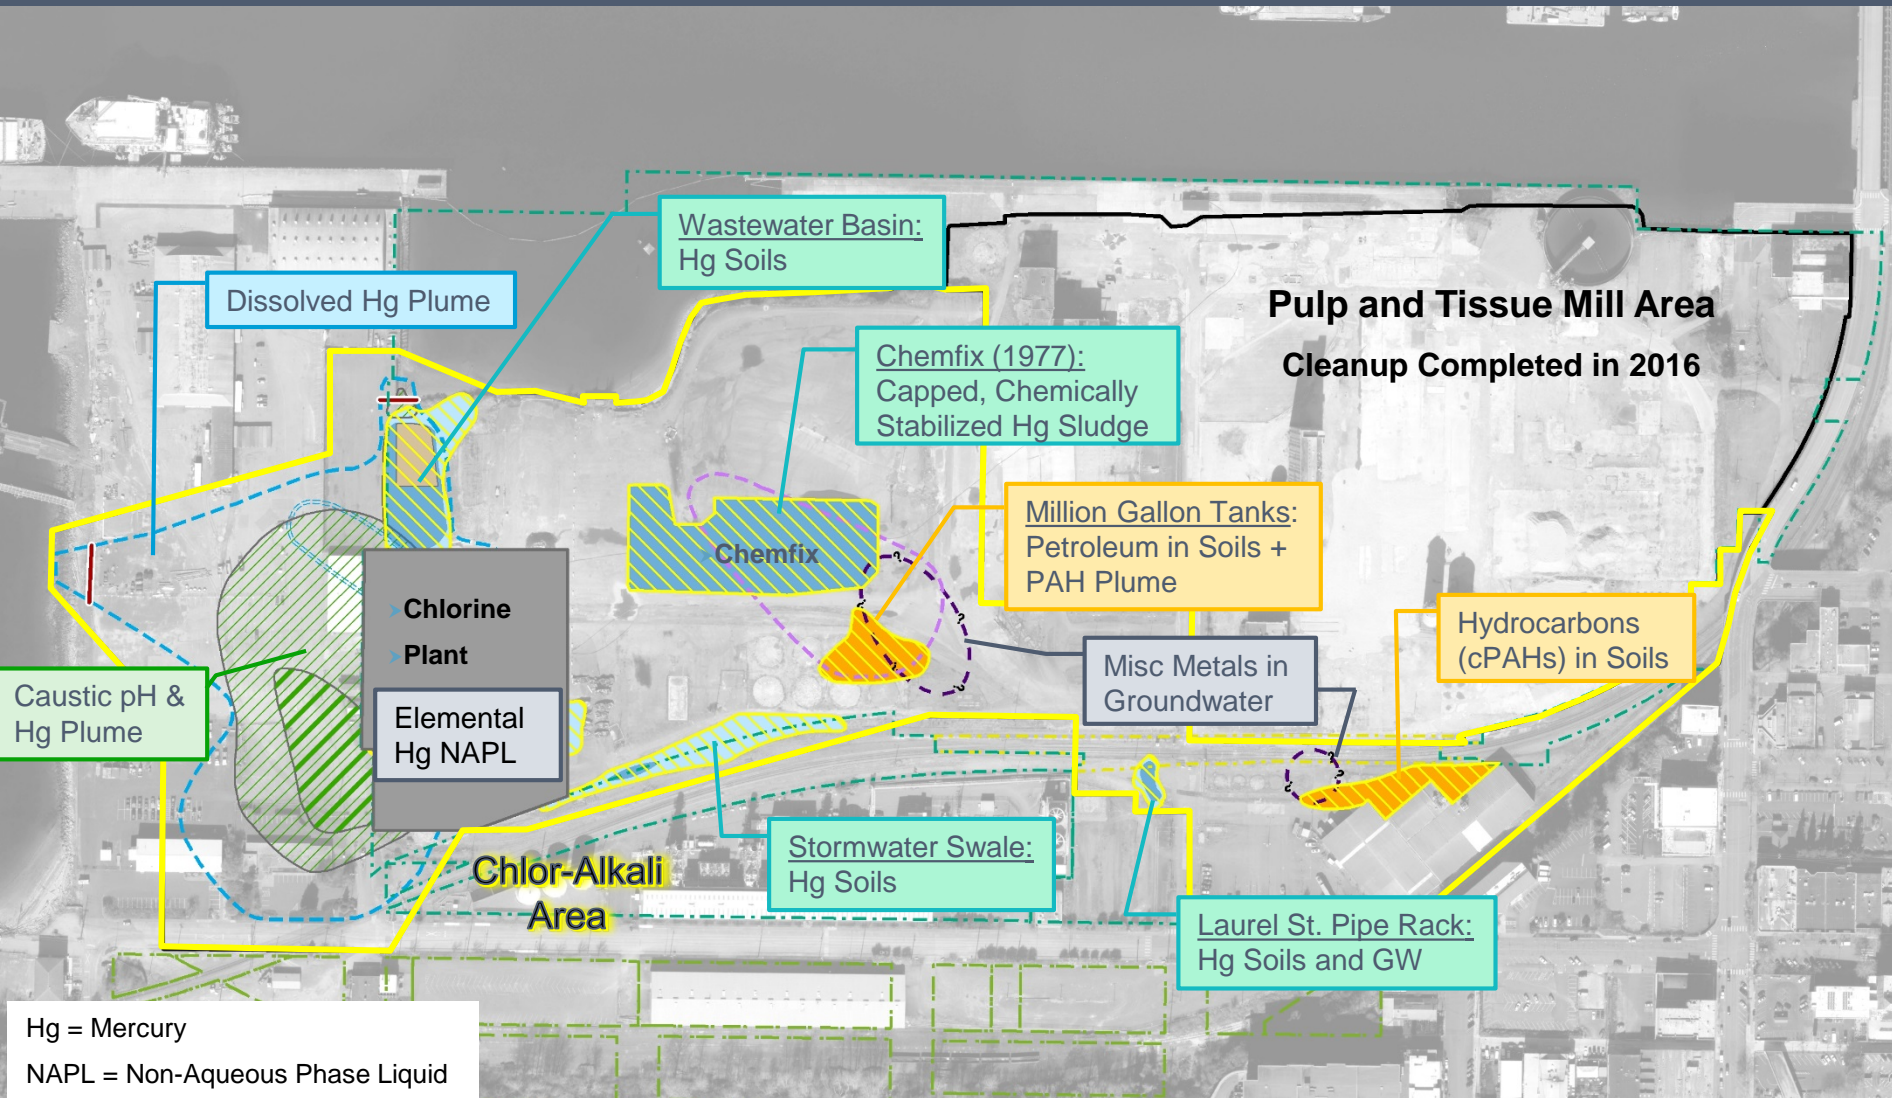 Wastewater Basin:
Hg Soils
Dissolved Hg Plume
Pulp and Tissue Mill Area
Cleanup Completed in 2016
Chemfix (1977):
Capped, Chemically
Stabilized Hg Sludge
Million Gallon Tanks:
Petroleum in Soils +
PAH Plume
Chemfix
?
?
?
?
?
➤Chlorine
➤Plant
Hydrocarbons
(cPAHs) in Soils
Misc Metals in
Groundwater
Caustic pH &
Hg Plume
Elemental
Hg NAPL
?
?
?
Stormwater Swale:
Hg Soils
Chlor-Alkali
Area
Laurel St. Pipe Rack:
Hg Soils and GW
Hg = Mercury
NAPL = Non-Aqueous Phase Liquid